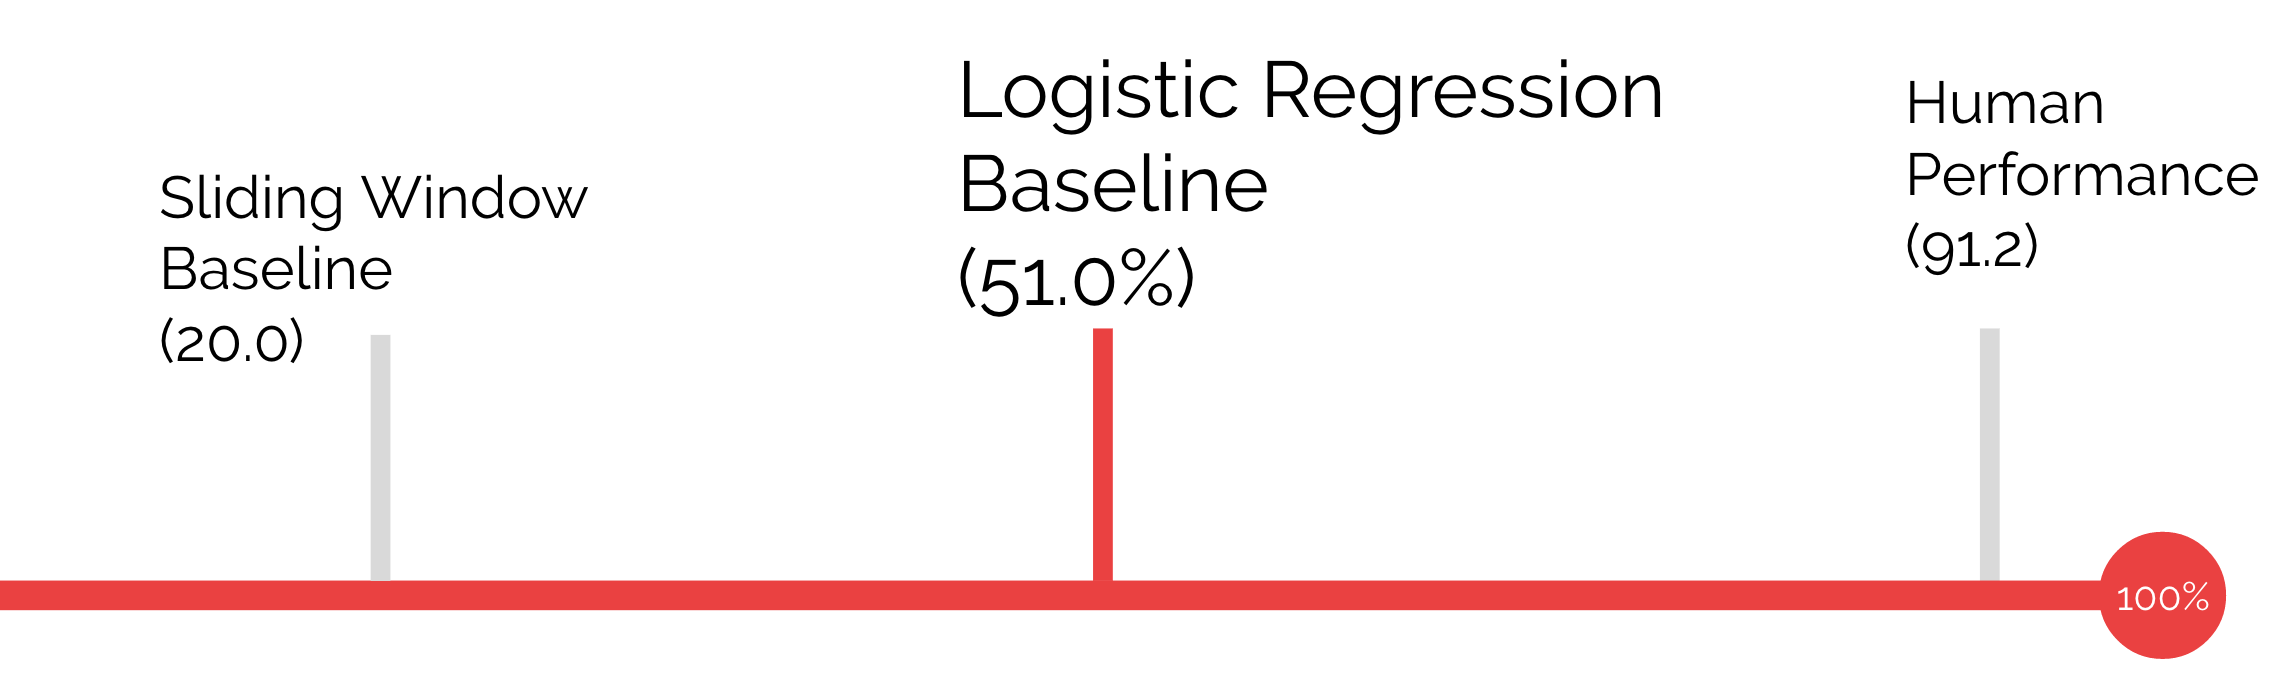 Sliding Window
Baseline
(20.0)
Logistic Regression
Baseline
(51.0%)
Human
Performance
(91.2)
100%